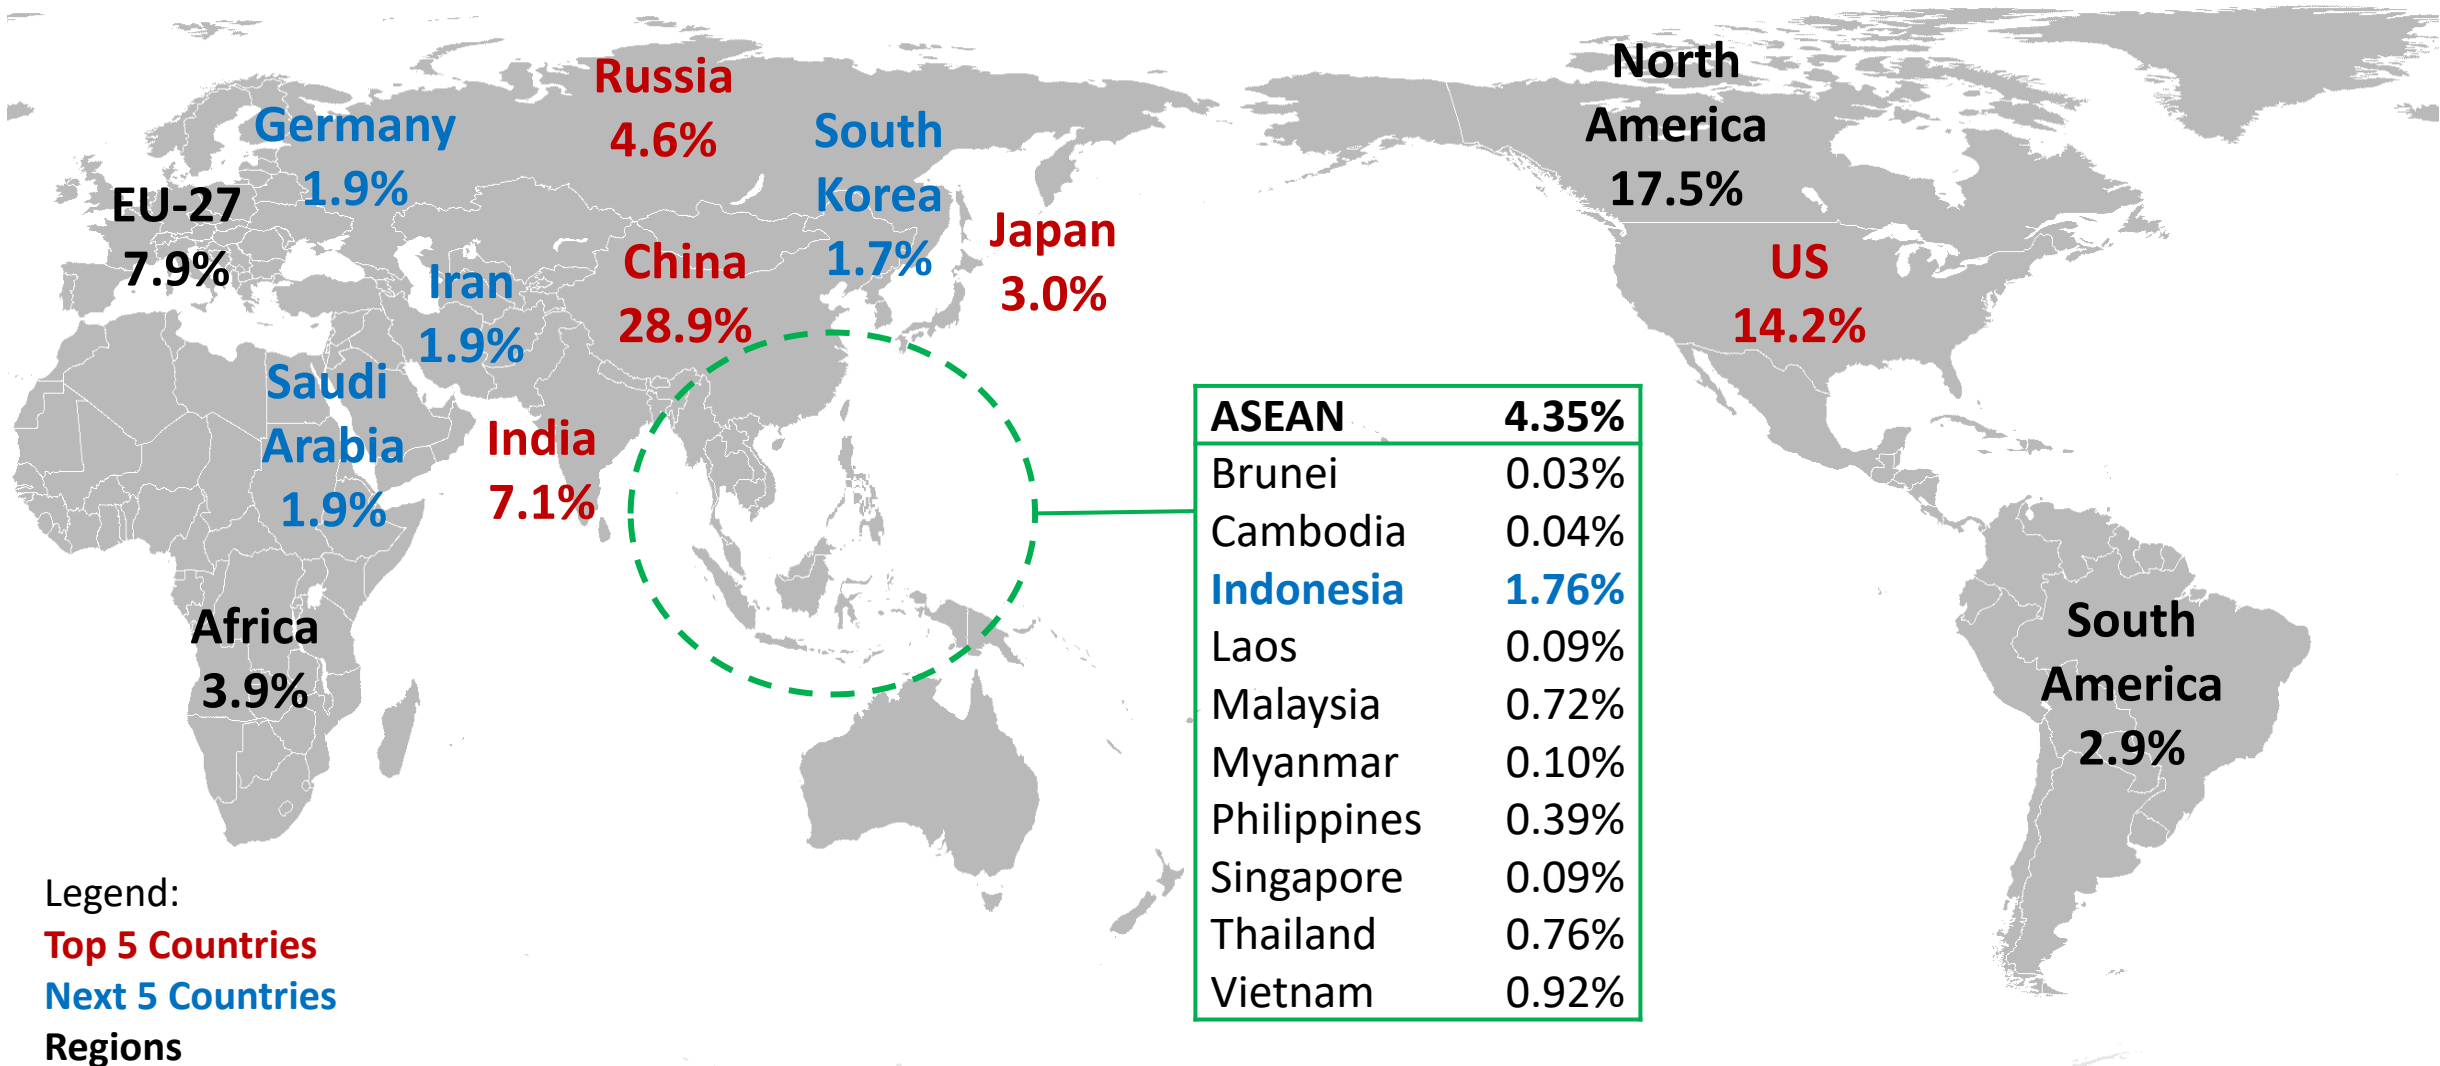 Russia
4.6%
Germany
1.9%
South
Korea
1.7%
EU-27
7.9%
Japan
3.0%
China
28.9%
Iran
1.9%
Saudi
Arabia
1.9%
India
7.1%
Africa
3.9%
North
America
17.5%
US
14.2%
South
America
2.9%
ASEAN 4.35%
Brunei 0.03%
Cambodia 0.04%
Indonesia 1.76%
Laos 0.09%
Malaysia 0.72%
Myanmar 0.10%
Philippines 0.39%
Singapore 0.09%
Thailand 0.76%
Vietnam 0.92%
Legend:
Top 5 Countries
Next 5 Countries
Regions